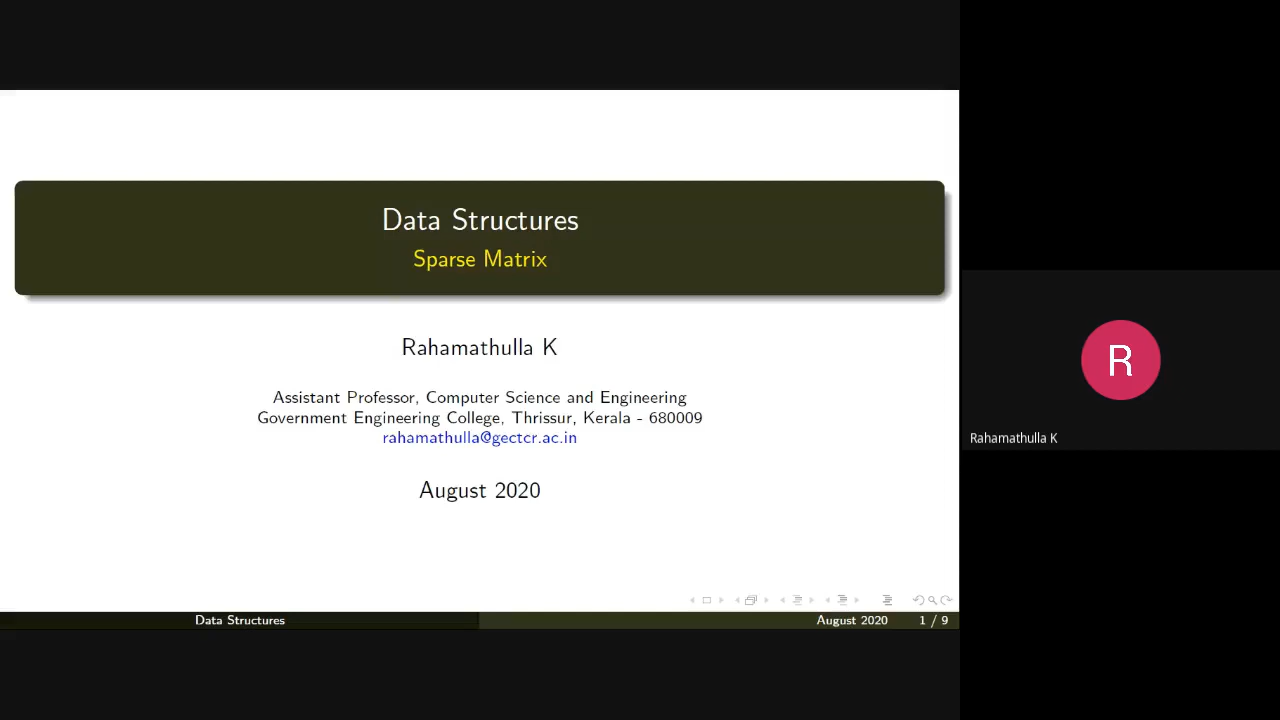 Data Structures
Sparse Matrix
Rahamathulla K
Assistant Professor, Computer Science and Engineering
Government Engineering College, Thrissur, Kerala - 680009
rahamathulla@gectcr.ac.in
August 2020
Data Structures
August 2020
1 / 9
R
Rahamathulla K